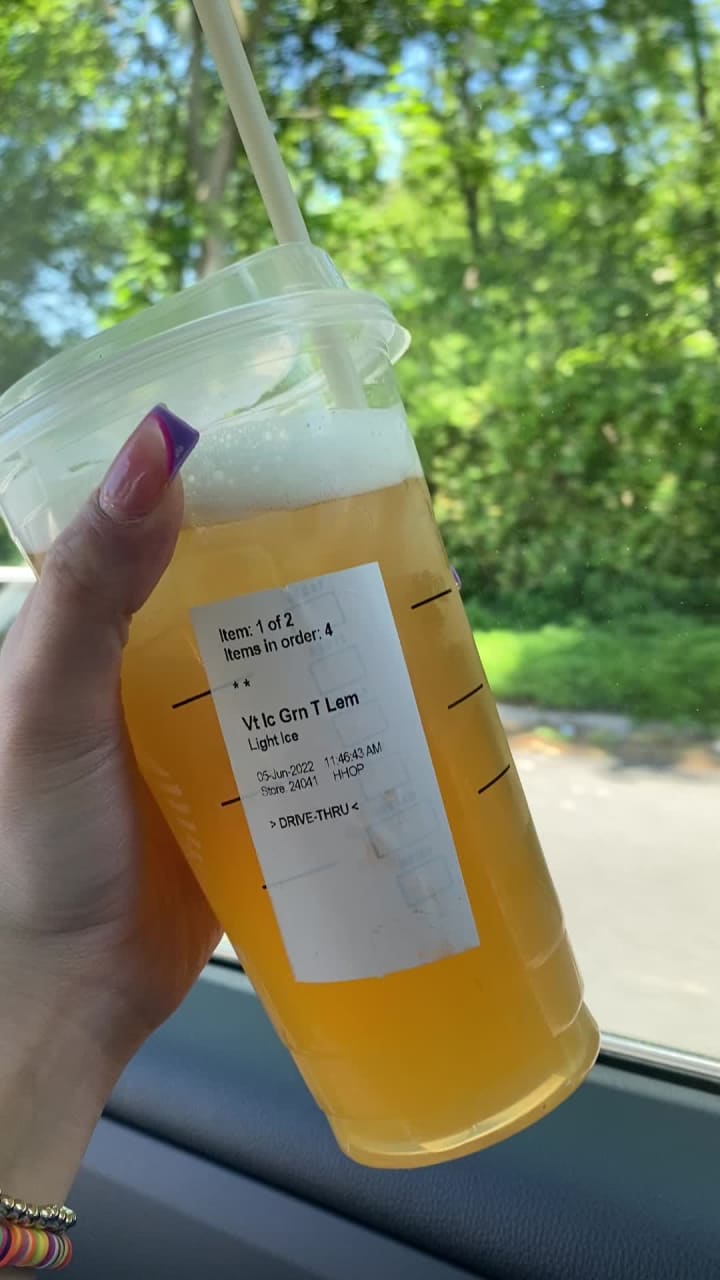 Item: 1 of 2
Items in order: 4
**
Vt Ic Grn T Lem
Light Ice
05-Jun-2022 11:46:43 AM
Store 24041 HHOP
> DRIVE-THRU <